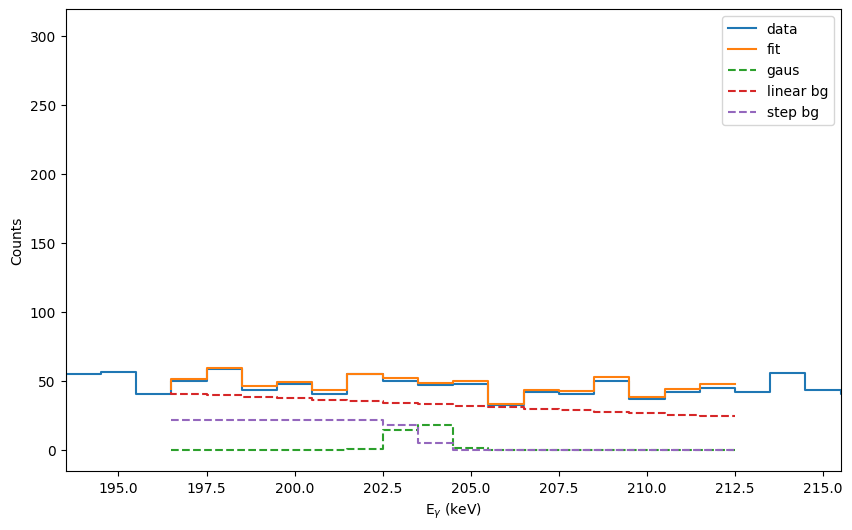 300
250
200
150
100
50
0
Counts
data
fit
gaus
linear bg
step bg
195.0 197.5 200.0 202.5 205.0 207.5 210.0 212.5 215.0
Eγ (keV)